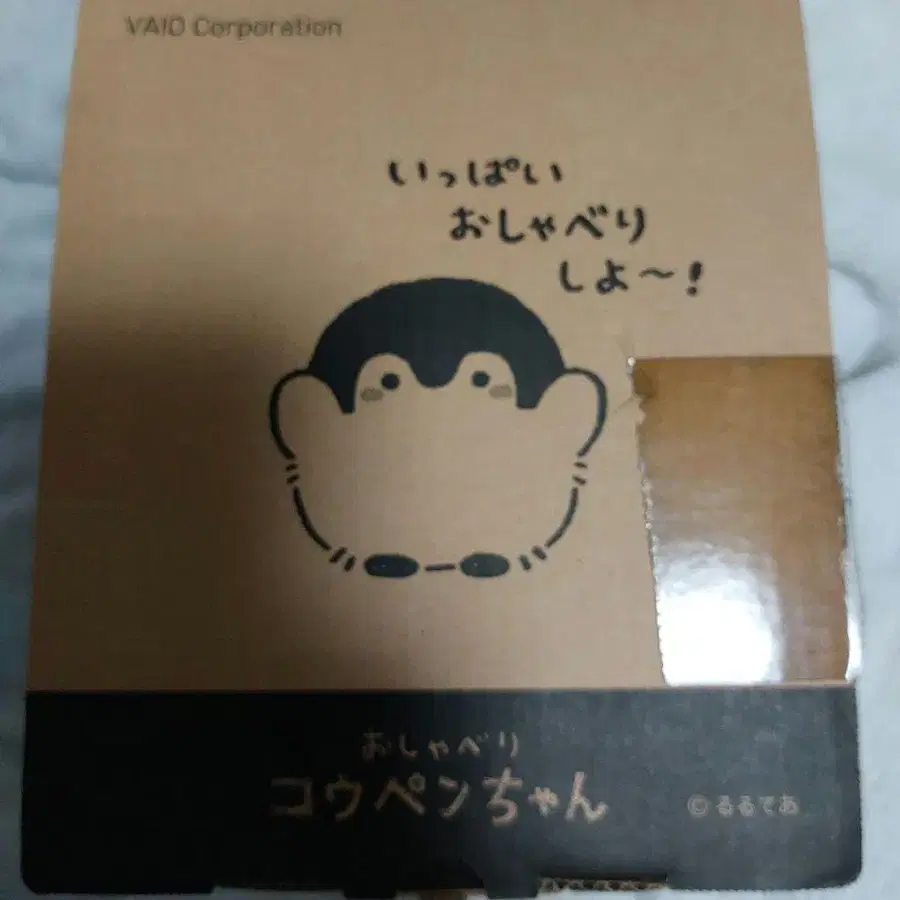 VAIO Corporation
いっぱい
おしゃべり
しよ〜!
おしゃべり
コウペンちゃん
©るるてあ